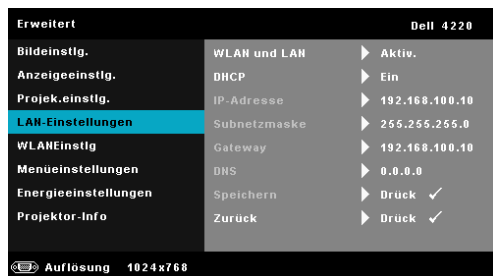 Erweitert Dell 4220
Bildeinstlg.
Anzeigeeinstlg.
Projek.einstlg.
LAN-Einstellungen
WLANEinstlg
Menüeinstellungen
Energieeinstellungen
Projektor-Info
WLAN und LAN Aktiv.
DHCP Ein
IP-Adresse 192.168.100.10
Subnetzmaske 255.255.255.0
Gateway 192.168.100.10
DNS 0.0.0.0
Speichern Drück ✓
Zurück Drück ✓
Auflösung 1024x768